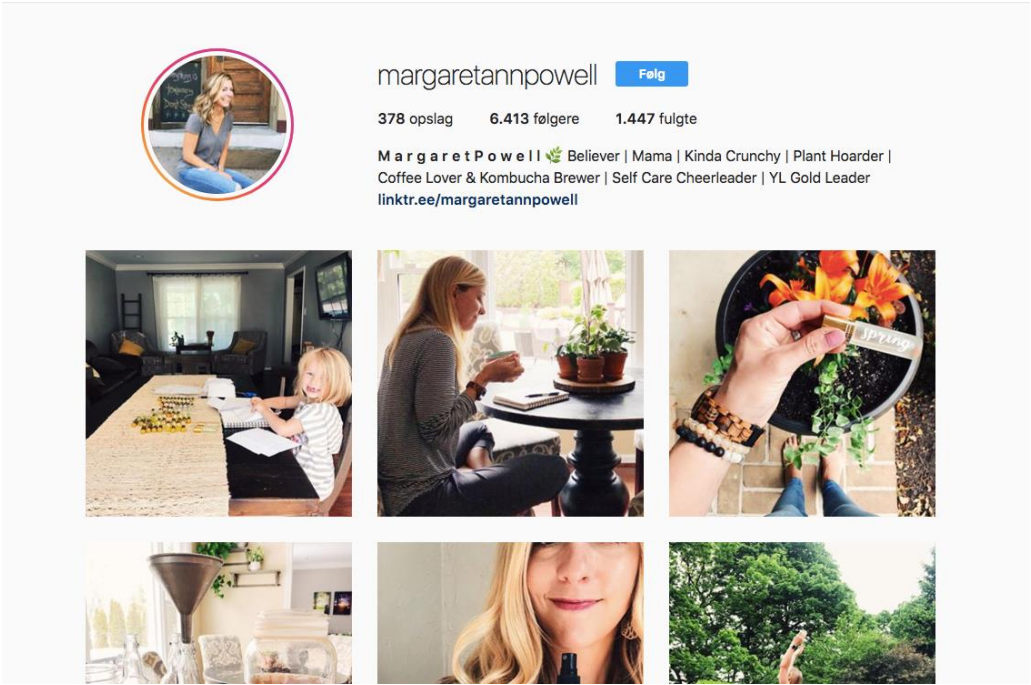 margaretannpowell Følg
378 opslag 6.413 følgere 1.447 fulgte
M a r g a r e t P o w e l l 🌿 Believer | Mama | Kinda Crunchy | Plant Hoarder |
Coffee Lover & Kombucha Brewer | Self Care Cheerleader | YL Gold Leader
linktr.ee/margaretannpowell
spring